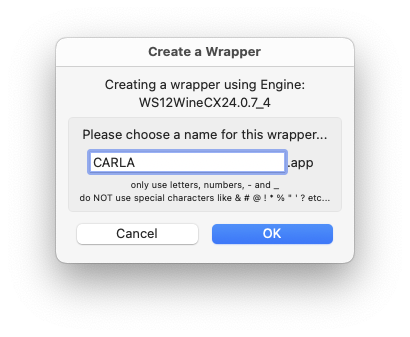 Create a Wrapper
Creating a wrapper using Engine:
WS12WineCX24.0.7_4
Please choose a name for this wrapper...
CARLA .app
only use letters, numbers, - and _
do NOT use special characters like & # @ ! * % " ' ? etc...
Cancel OK